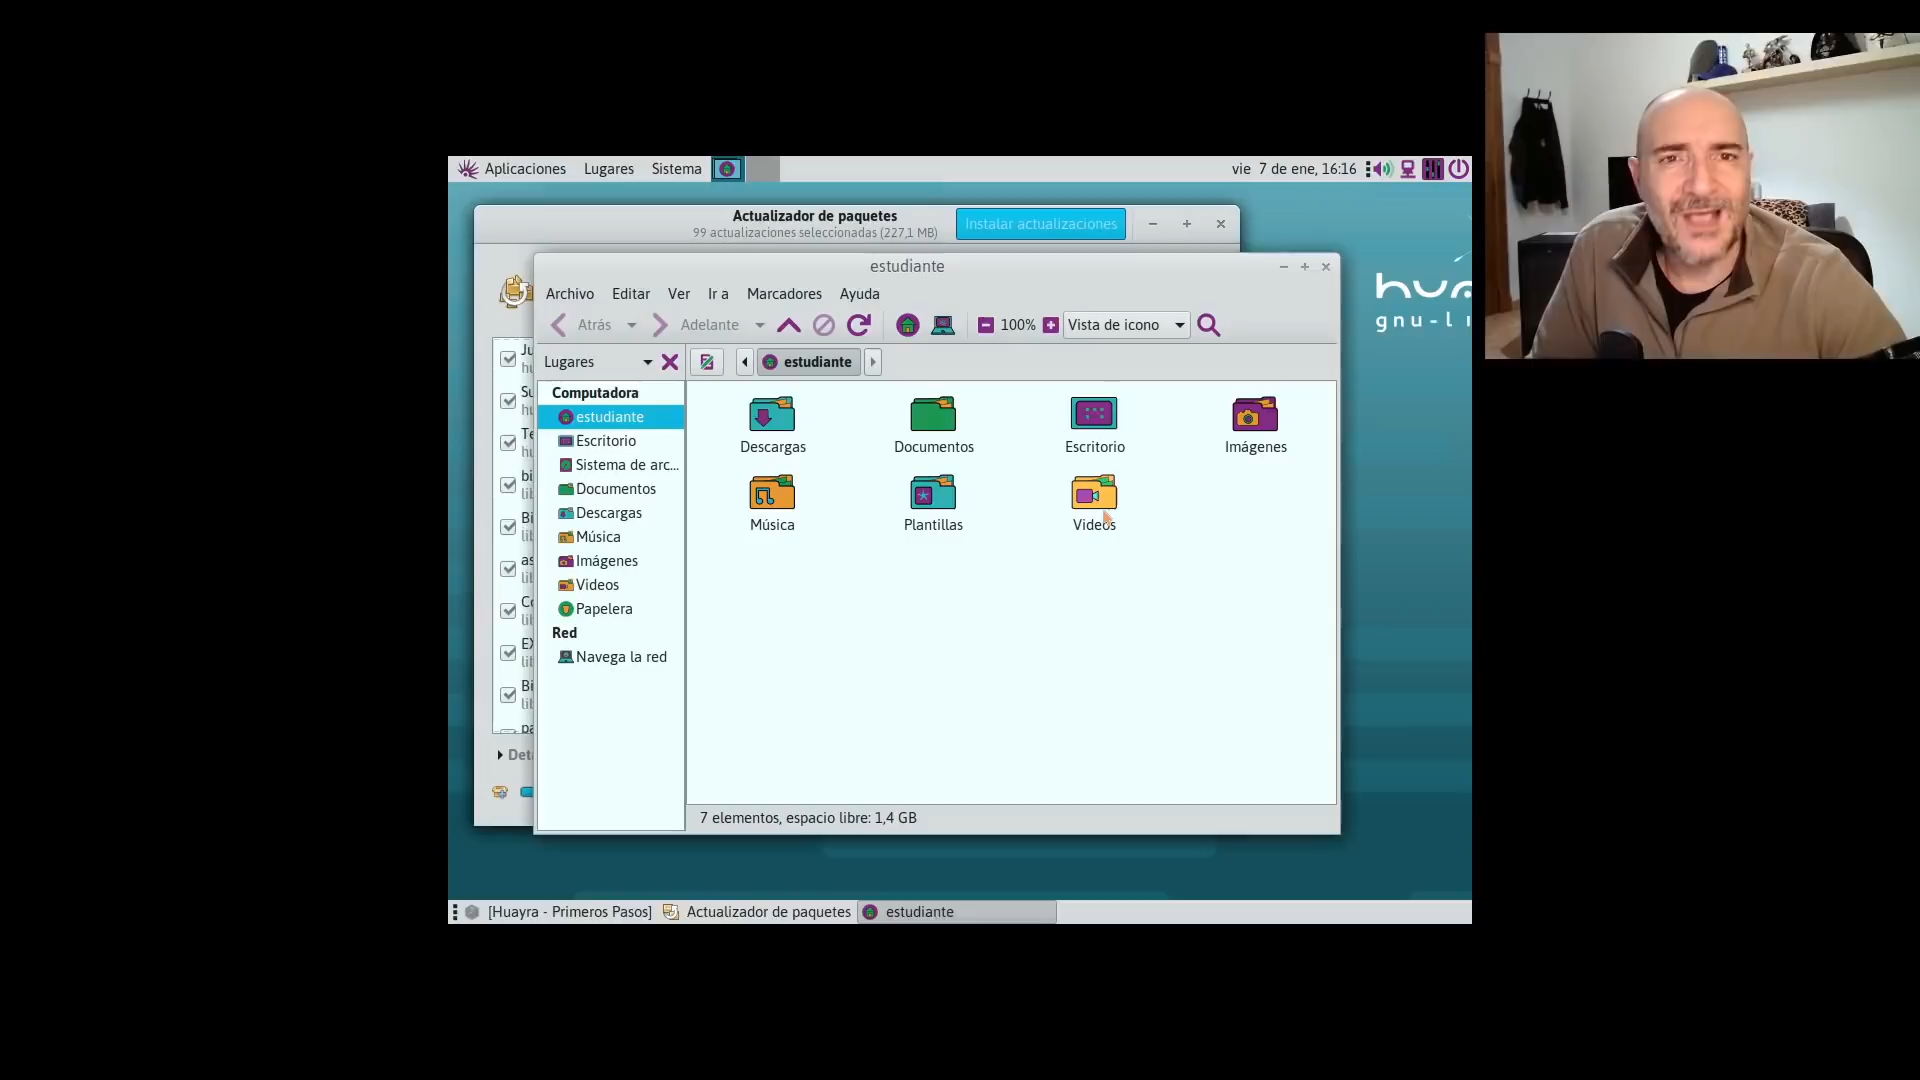 Aplicaciones Lugares Sistema vie 7 de ene, 16:16
Actualizador de paquetes
99 actualizaciones seleccionadas (227,1 MB)
Instalar actualizaciones
estudiante
Archivo Editar Ver Ir a Marcadores Ayuda
Atrás Adelante 100% Vista de icono
Lugares estudiante
Computadora
estudiante
Escritorio
Sistema de arc...
Documentos
Descargas
Música
Imágenes
Videos
Papelera
Red
Navega la red
Descargas Documentos Escritorio Imágenes
Música Plantillas Videos
7 elementos, espacio libre: 1,4 GB
gnu-li
[Huayra - Primeros Pasos] Actualizador de paquetes estudiante